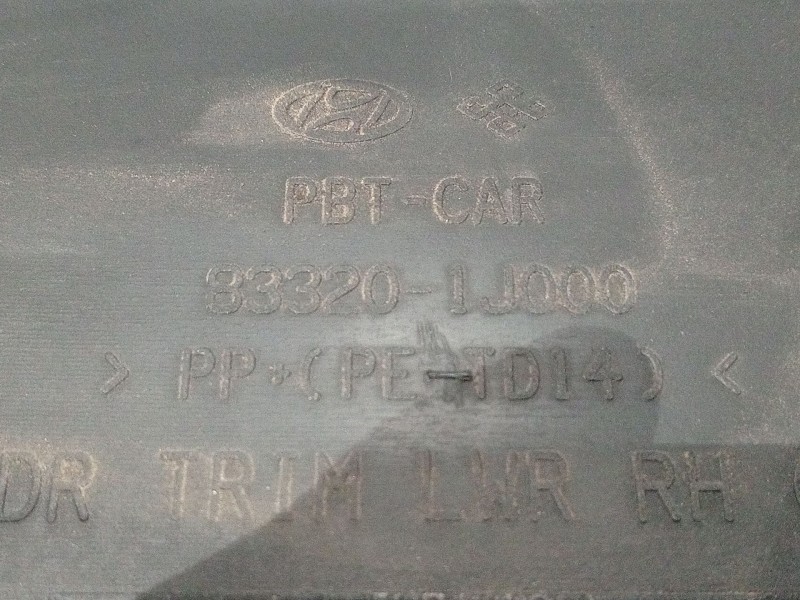 PBT-CAR
83320-1J000
> PP+(PE-TD14) <
DR TRIM LWR RH